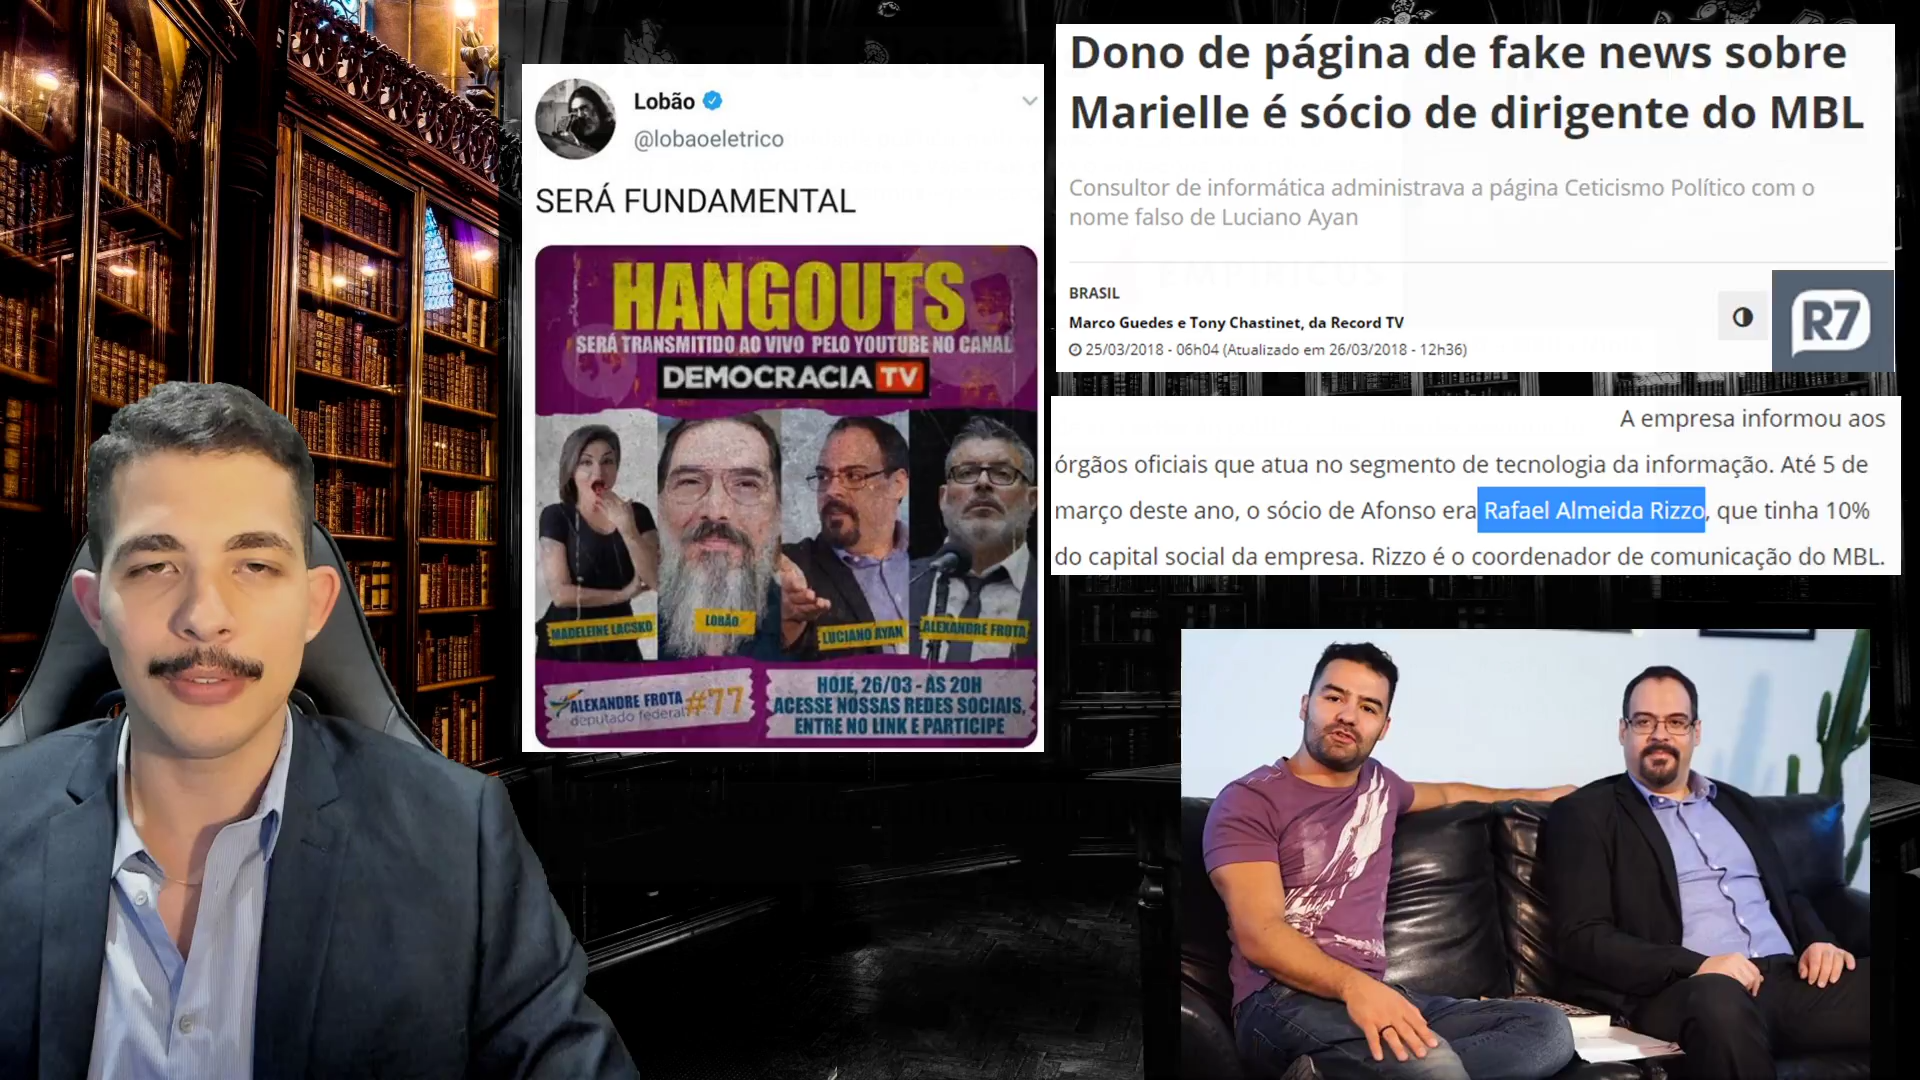 Lobão
@lobaoeletrico
SERÁ FUNDAMENTAL
HANGOUTS
SERÁ TRANSMITIDO AO VIVO PELO YOUTUBE NO CANAL
DEMOCRACIA TV
MADELEINE LACSKO
LOBÃO
LUCIANO AYAN
ALEXANDRE FROTA
ALEXANDRE FROTA #77
deputado federal
HOJE, 26/03 - ÀS 20H
ACESSE NOSSAS REDES SOCIAIS,
ENTRE NO LINK E PARTICIPE
Dono de página de fake news sobre
Marielle é sócio de dirigente do MBL
Consultor de informática administrava a página Ceticismo Político com o
nome falso de Luciano Ayan
BRASIL
Marco Guedes e Tony Chastinet, da Record TV
25/03/2018 - 06h04 (Atualizado em 26/03/2018 - 12h36)
R7
A empresa informou aos
órgãos oficiais que atua no segmento de tecnologia da informação. Até 5 de
março deste ano, o sócio de Afonso era Rafael Almeida Rizzo, que tinha 10%
do capital social da empresa. Rizzo é o coordenador de comunicação do MBL.